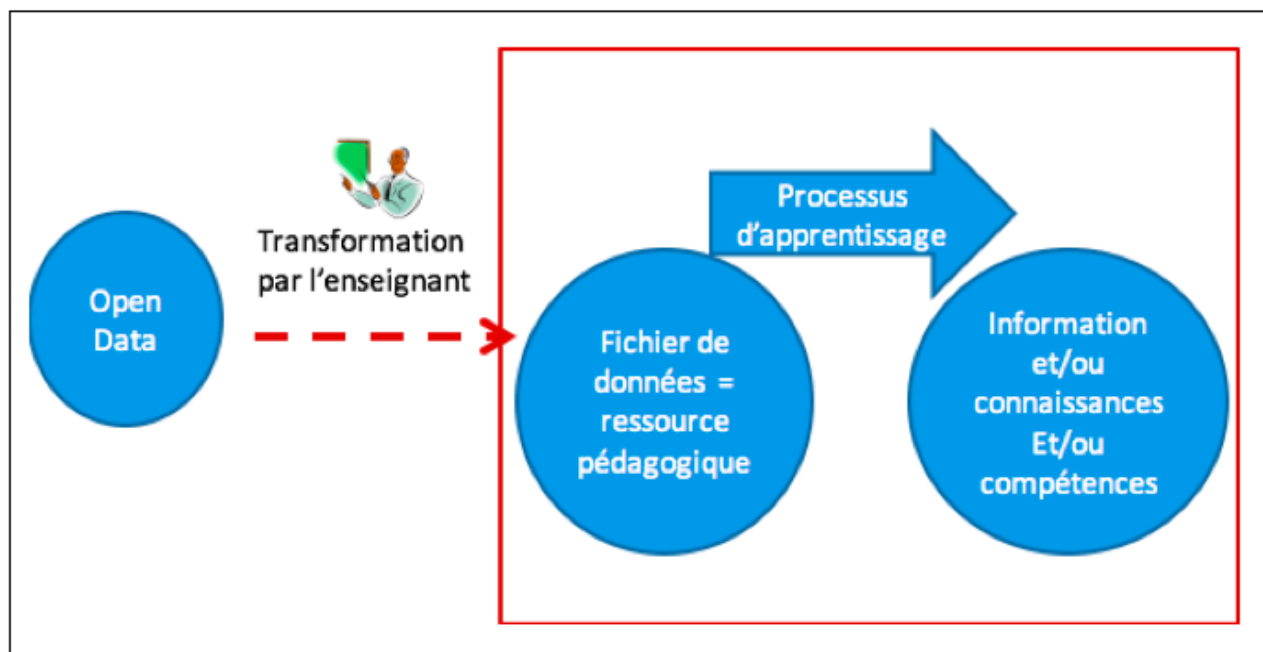 Open
Data
Transformation
par l'enseignant
Processus
d'apprentissage
Fichier de
données =
ressource
pédagogique
Information
et/ou
connaissances
Et/ou
compétences